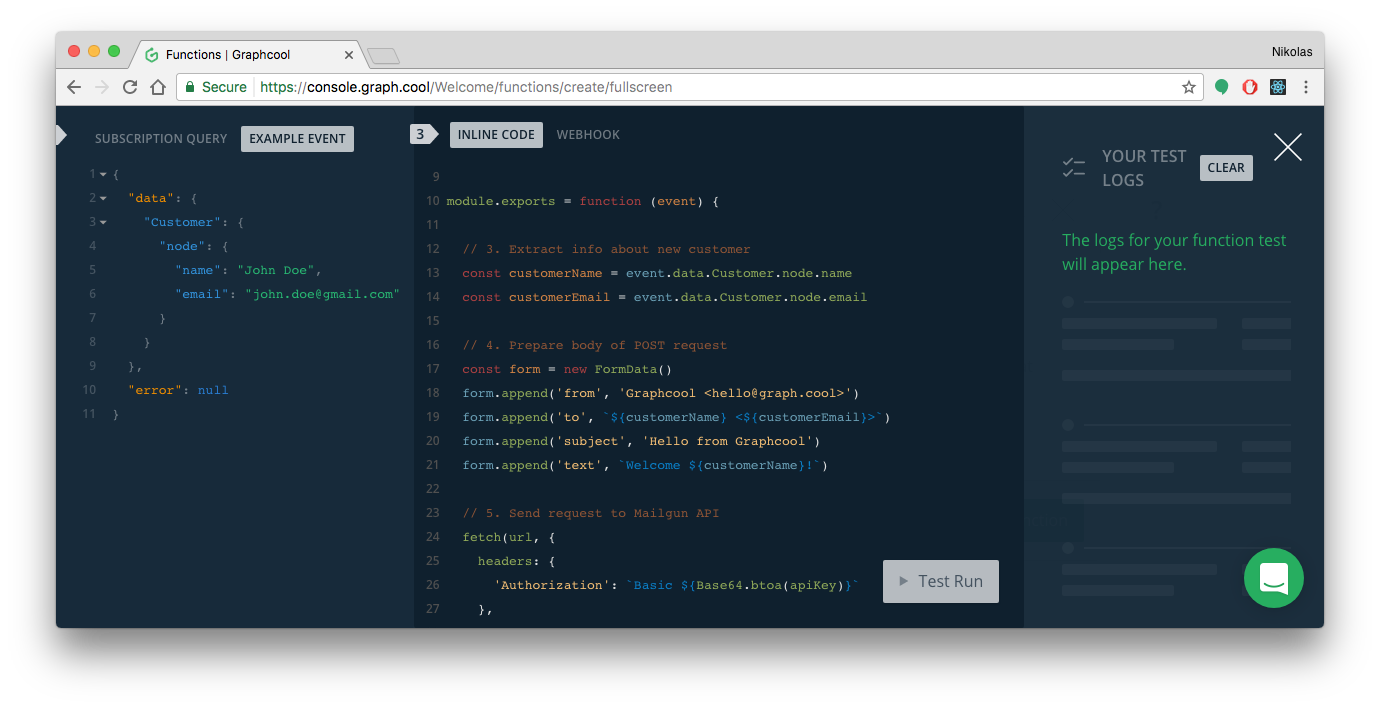 Functions | Graphcool
Nikolas
Secure https://console.graph.cool/Welcome/functions/create/fullscreen
SUBSCRIPTION QUERY EXAMPLE EVENT
1 {
2 "data": {
3 "Customer": {
4 "node": {
5 "name": "John Doe",
6 "email": "john.doe@gmail.com"
7 }
8 }
9 },
10 "error": null
11 }
3 INLINE CODE WEBHOOK
9
10 module.exports = function (event) {
11
12 // 3. Extract info about new customer
13 const customerName = event.data.Customer.node.name
14 const customerEmail = event.data.Customer.node.email
15
16 // 4. Prepare body of POST request
17 const form = new FormData()
18 form.append('from', 'Graphcool <hello@graph.cool>')
19 form.append('to', `${customerName} <${customerEmail}>`)
20 form.append('subject', 'Hello from Graphcool')
21 form.append('text', `Welcome ${customerName}!`)
22
23 // 5. Send request to Mailgun API
24 fetch(url, {
25 headers: {
26 'Authorization': `Basic ${Base64.btoa(apiKey)}`
27 },
Test Run
YOUR TEST
LOGS
CLEAR
The logs for your function test
will appear here.